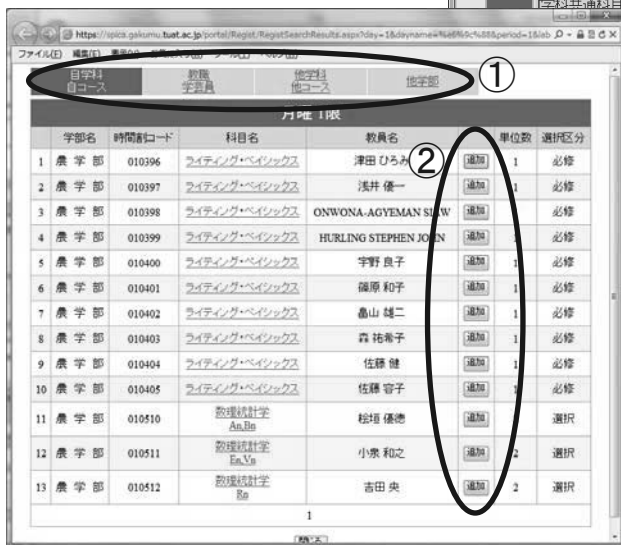 学科共通科目
https://spica.gakumu.tuat.ac.jp/portal/Regist/RegistSearchResults.aspx?day=1&dayname=%e6%9c%88&period=1&lab
ファイル(E) 編集(E)
自学科 教職 他学科 他学部 ①
自コース 学芸員 他コース
月曜 1限
学部名 時間割コード 科目名 教員名 ② 単位数 選択区分
1 農学部 010396 ライティング・ベイシックス 津田 ひろみ 追加 1 必修
2 農学部 010397 ライティング・ベイシックス 浅井 優一 追加 必修
3 農学部 010398 ライティング・ベイシックス ONWONA-AGYEMAN SIAW 追加 必修
4 農学部 010399 ライティング・ベイシックス HURLING STEPHEN JOHN 追加 1 必修
5 農学部 010400 ライティング・ベイシックス 宇野 良子 追加 1 必修
6 農学部 010401 ライティング・ベイシックス 篠原 和子 追加 1 必修
7 農学部 010402 ライティング・ベイシックス 畠山 雄二 追加 1 必修
8 農学部 010403 ライティング・ベイシックス 森 祐希子 追加 1 必修
9 農学部 010404 ライティング・ベイシックス 佐藤 健 追加 1 必修
10 農学部 010405 ライティング・ベイシックス 佐藤 容子 追加 1 必修
11 農学部 010510 数理統計学 桧垣 優徳 追加 選択
An,Bn
12 農学部 010511 数理統計学 小泉 和之 追加 2 選択
En,Vn
13 農学部 010512 数理統計学 吉田 央 追加 2 選択
Rn
1
閉じる